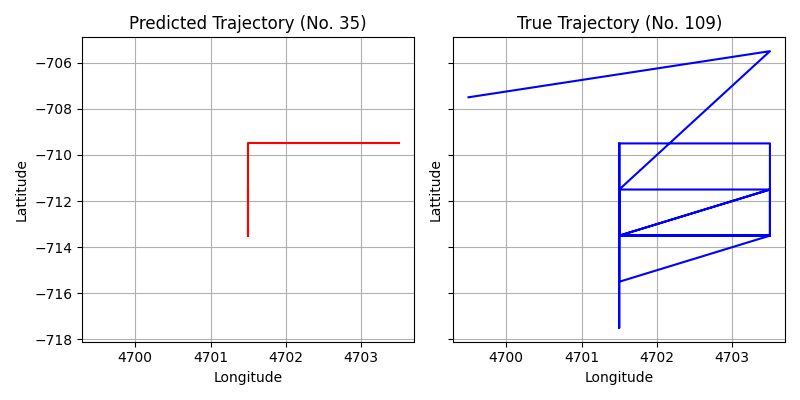 Predicted Trajectory (No. 35)
−706
−708
−710
−712
−714
−716
−718
Lattitude
4700
4701
4702
4703
Longitude
True Trajectory (No. 109)
Lattitude
4700
4701
4702
4703
Longitude